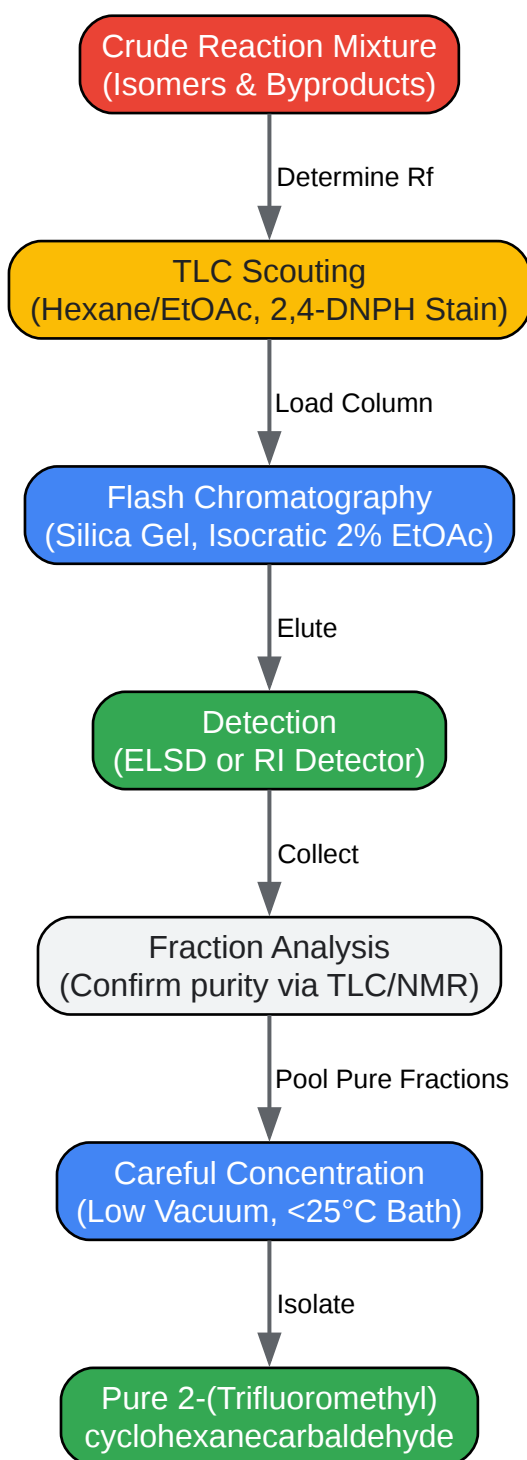 Crude Reaction Mixture
(Isomers & Byproducts)
Determine Rf
TLC Scouting
(Hexane/EtOAc, 2,4-DNPH Stain)
Load Column
Flash Chromatography
(Silica Gel, Isocratic 2% EtOAc)
Elute
Detection
(ELSD or RI Detector)
Collect
Fraction Analysis
(Confirm purity via TLC/NMR)
Pool Pure Fractions
Careful Concentration
(Low Vacuum, <25°C Bath)
Isolate
Pure 2-(Trifluoromethyl)
cyclohexanecarbaldehyde